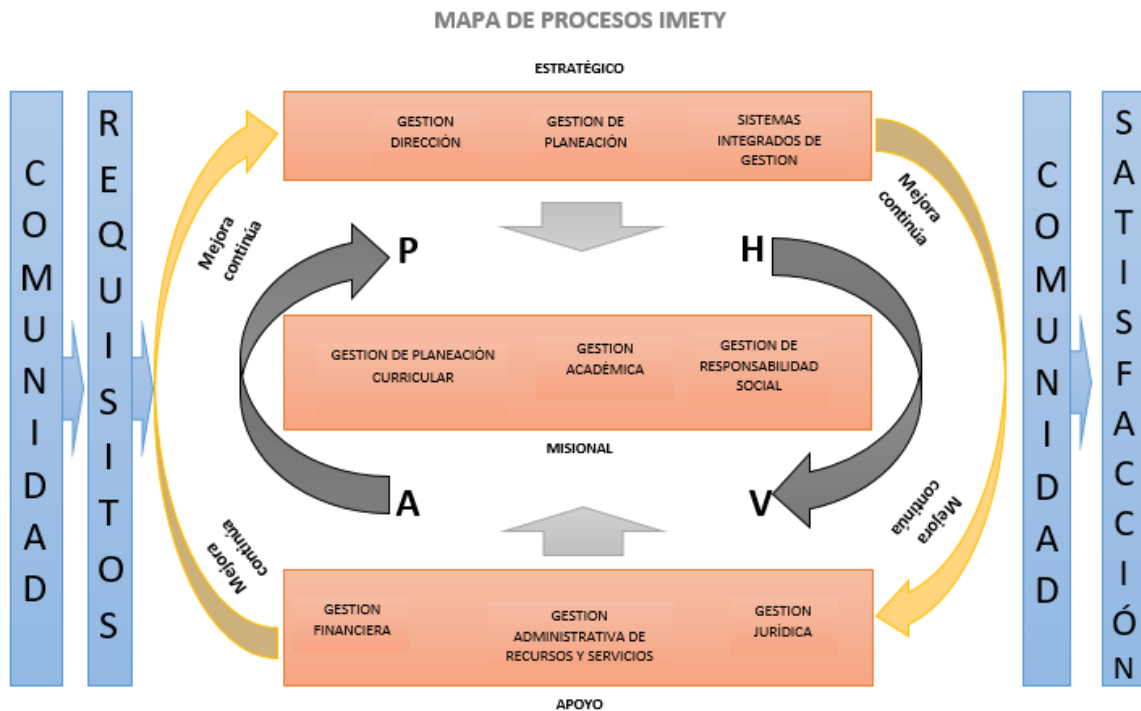 MAPA DE PROCESOS IMETY
ESTRATÉGICO
COMUNIDAD
REQUISITOS
GESTION
DIRECCIÓN
GESTION DE
PLANEACIÓN
SISTEMAS
INTEGRADOS DE
GESTION
COMUNIDAD
SATISFACCIÓN
Mejora
continúa
Mejora
continúa
P
H
GESTION DE PLANEACIÓN
CURRICULAR
GESTION
ACADÉMICA
GESTION DE
RESPONSABILIDAD
SOCIAL
MISIONAL
A
V
Mejora
continúa
Mejora
continúa
GESTION
FINANCIERA
GESTION
ADMINISTRATIVA DE
RECURSOS Y SERVICIOS
GESTION
JURÍDICA
APOYO